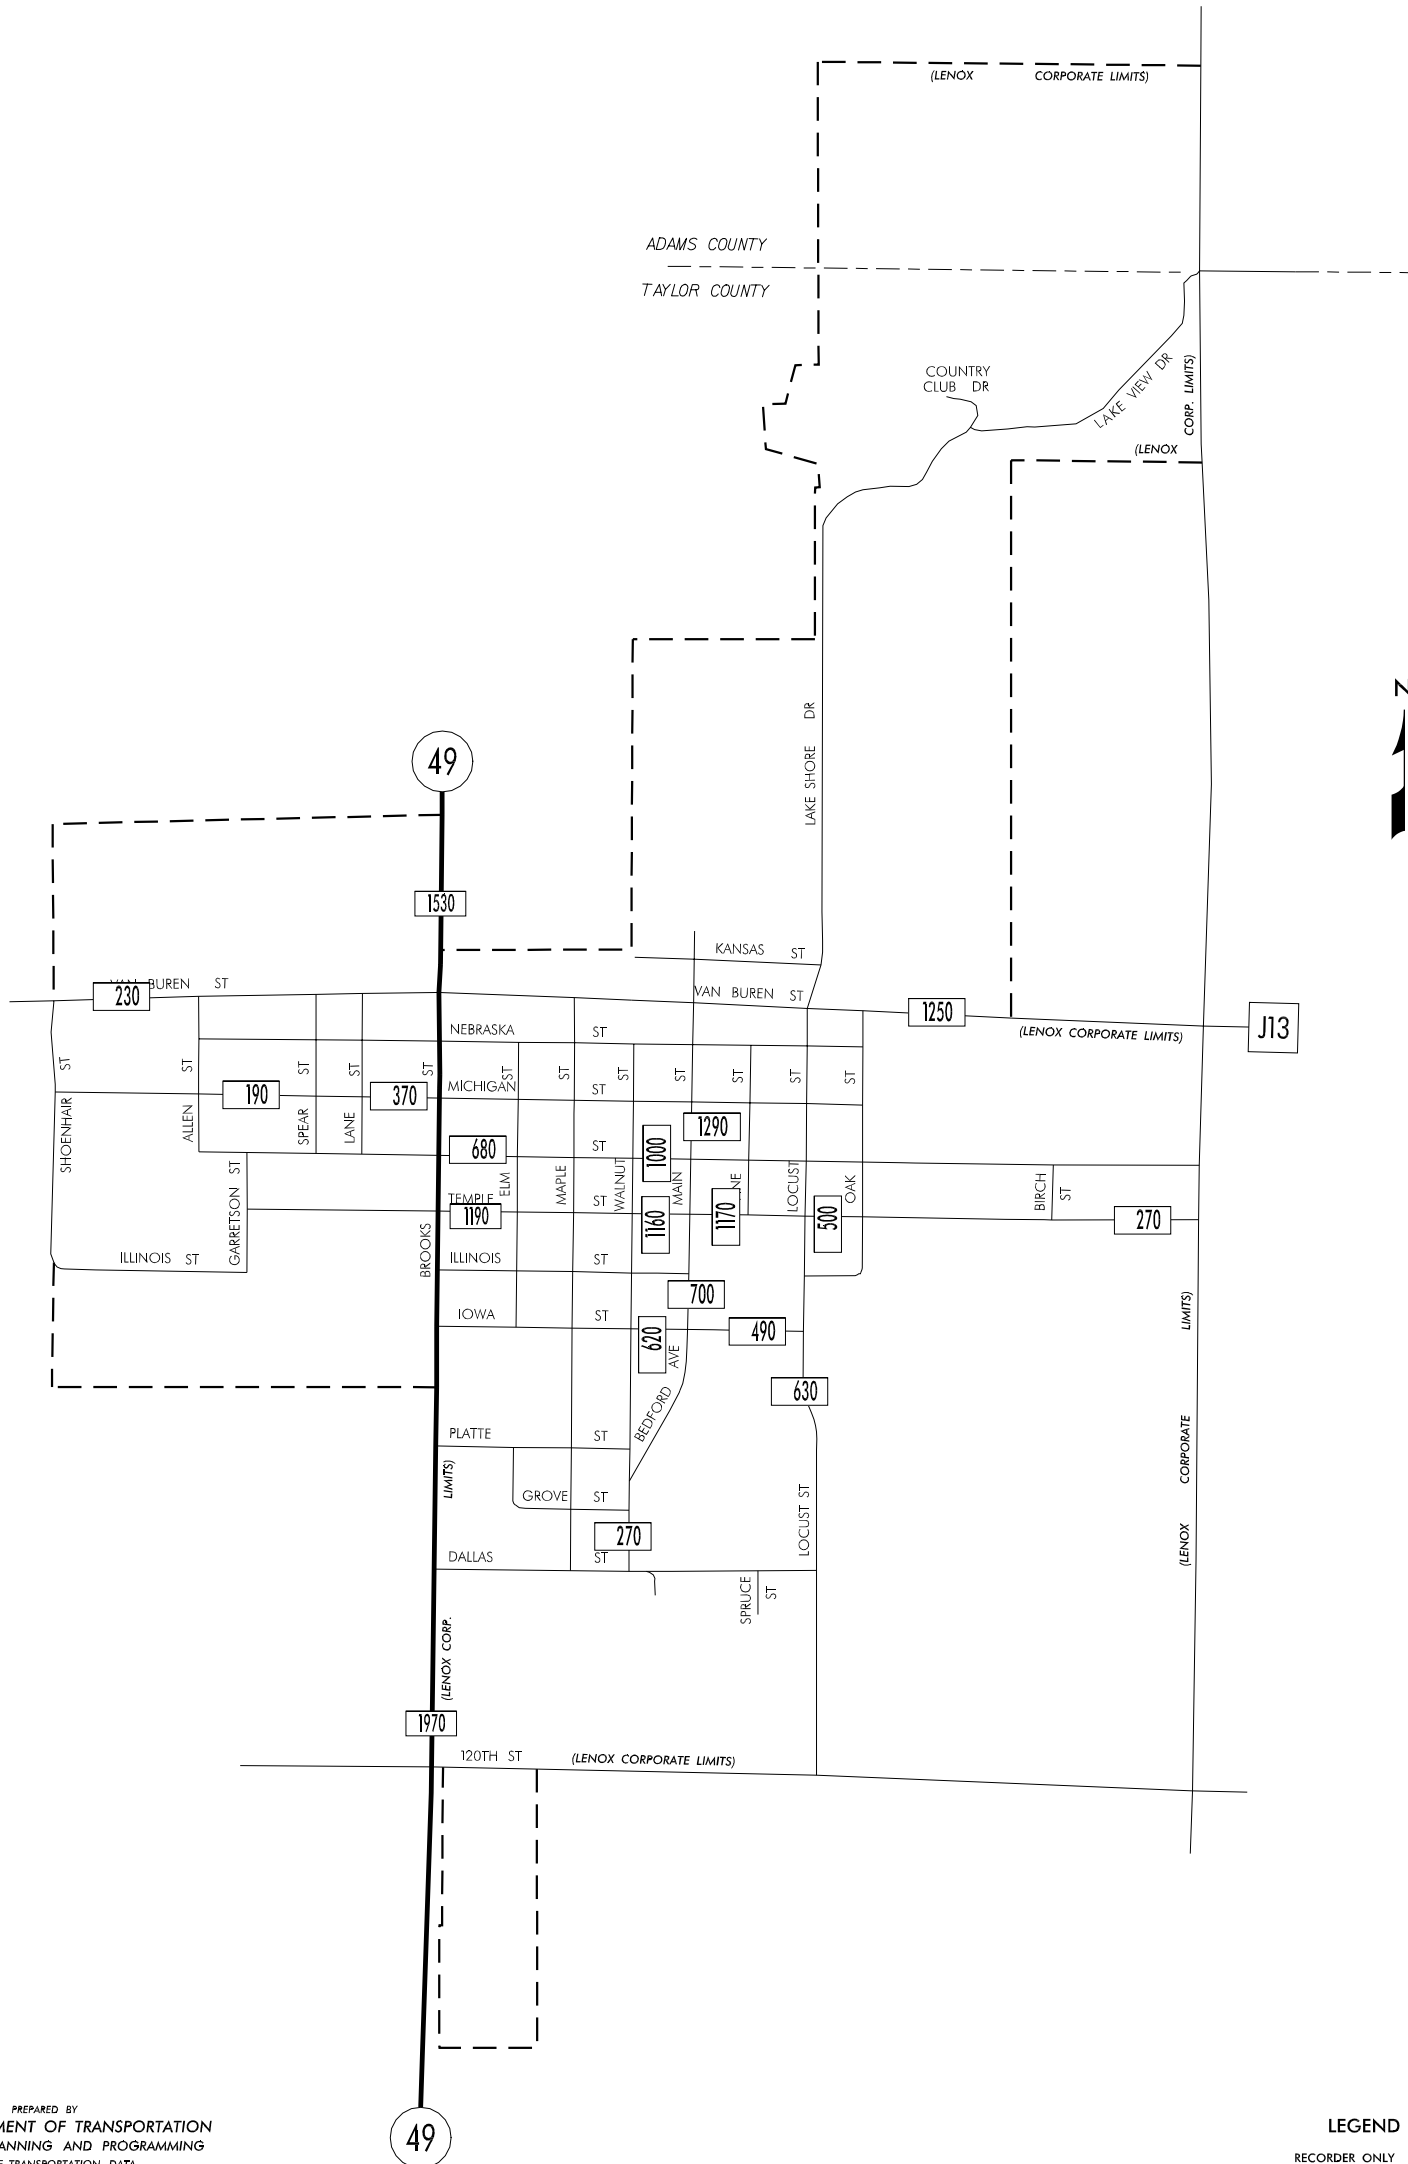 (LENOX CORPORATE LIMITS)
ADAMS COUNTY
TAYLOR COUNTY
COUNTRY
CLUB DR
LAKE VIEW DR
CORP. LIMITS)
(LENOX
N
LAKE SHORE DR
49
1530
KANSAS ST
BUREN ST
230
VAN BUREN ST
1250
(LENOX CORPORATE LIMITS)
J13
NEBRASKA ST
SHOENHAIR ST
ALLEN ST
SPEAR ST
LANE ST
BROOKS ST
ELM ST
MAPLE ST
WALNUT ST
MAIN ST
ST
LOCUST ST
OAK ST
MICHIGAN ST
190
370
1290
680
ST
1000
GARRETSON ST
TEMPLE ST
1190
1160
1170
500
BIRCH ST
270
ILLINOIS ST
ILLINOIS ST
700
IOWA ST
620
490
BEDFORD AVE
630
PLATTE ST
GROVE ST
270
LOCUST ST
DALLAS ST
SPRUCE ST
(LENOX CORP. LIMITS)
(LENOX CORPORATE LIMITS)
1970
120TH ST (LENOX CORPORATE LIMITS)
49
PREPARED BY
MENT OF TRANSPORTATION
ANNING AND PROGRAMMING
TRANSPORTATION DATA
LEGEND
RECORDER ONLY